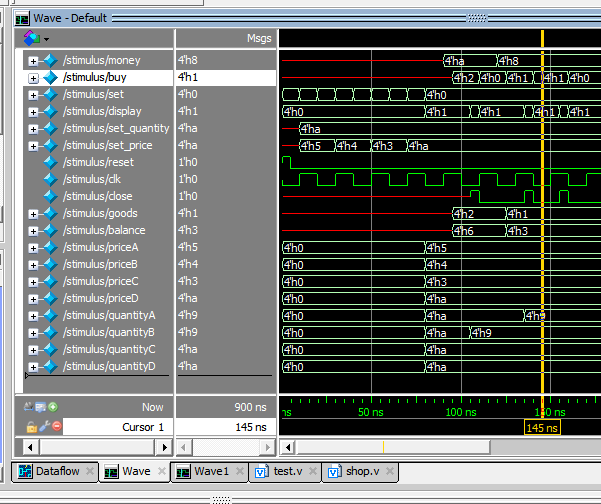 Wave - Default
Msgs
/stimulus/money 4'h8 4'ha 4'h8
/stimulus/buy 4'h1 4'h2 4'h0 4'h1 4'h1 4'h0
/stimulus/set 4'h0 4'h0
/stimulus/display 4'h1 4'h0 4'h1 4'h1 4'h1 4'h1
/stimulus/set_quantity 4'ha 4'ha
/stimulus/set_price 4'ha 4'h5 4'h4 4'h3 4'ha
/stimulus/reset 1'h0
/stimulus/clk 1'h0
/stimulus/close 1'h0
/stimulus/goods 4'h1 4'h2 4'h1
/stimulus/balance 4'h3 4'h6 4'h3
/stimulus/priceA 4'h5 4'h0 4'h5
/stimulus/priceB 4'h4 4'h0 4'h4
/stimulus/priceC 4'h3 4'h0 4'h3
/stimulus/priceD 4'ha 4'h0 4'ha
/stimulus/quantityA 4'h9 4'h0 4'ha 4'h9
/stimulus/quantityB 4'h9 4'h0 4'ha 4'h9
/stimulus/quantityC 4'ha 4'h0 4'ha
/stimulus/quantityD 4'ha 4'h0 4'ha
Now 900 ns ns 50 ns 100 ns
Cursor 1 145 ns 145 ns
Dataflow Wave Wave1 test.v shop.v